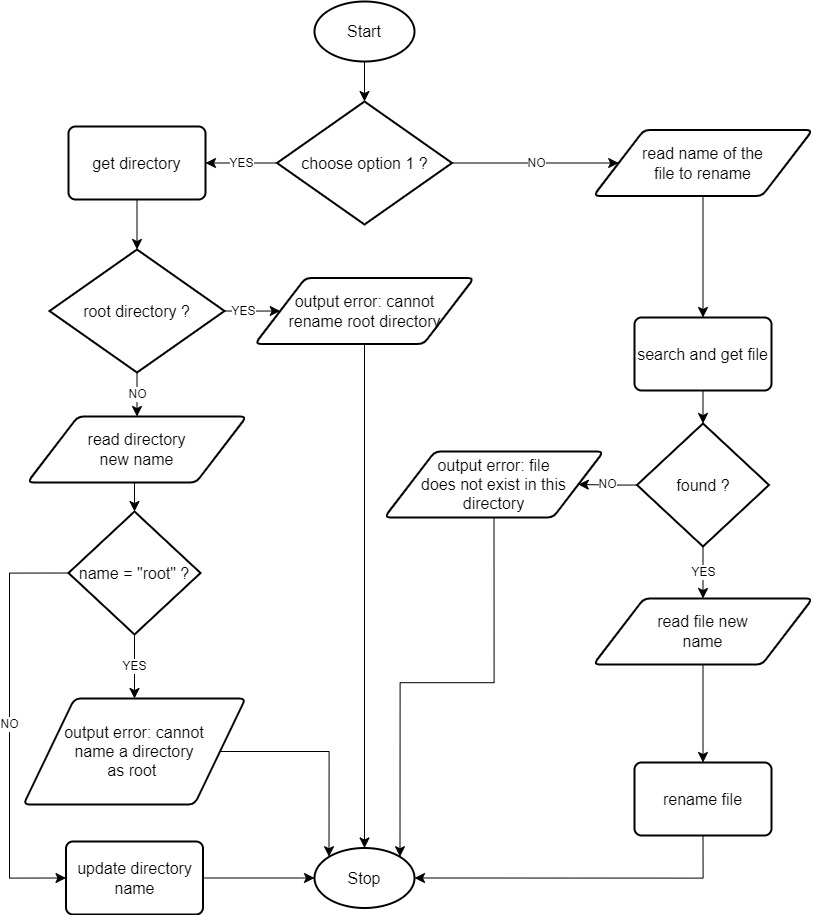 Start
choose option 1 ?
YES
NO
get directory
read name of the
file to rename
root directory ?
YES
output error: cannot
rename root directory
NO
search and get file
read directory
new name
found ?
NO
output error: file
does not exist in this
directory
YES
name = "root" ?
read file new
name
YES
NO
output error: cannot
name a directory
as root
rename file
update directory
name
Stop